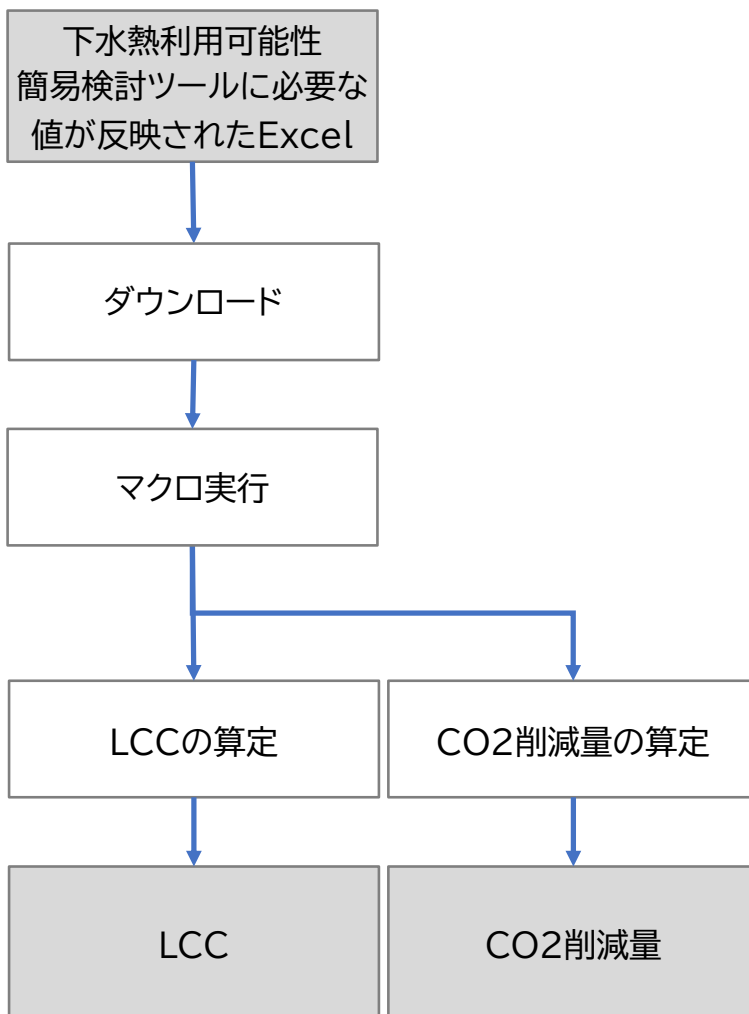 下水熱利用可能性
簡易検討ツールに必要な
値が反映されたExcel
ダウンロード
マクロ実行
LCCの算定
CO2削減量の算定
LCC
CO2削減量